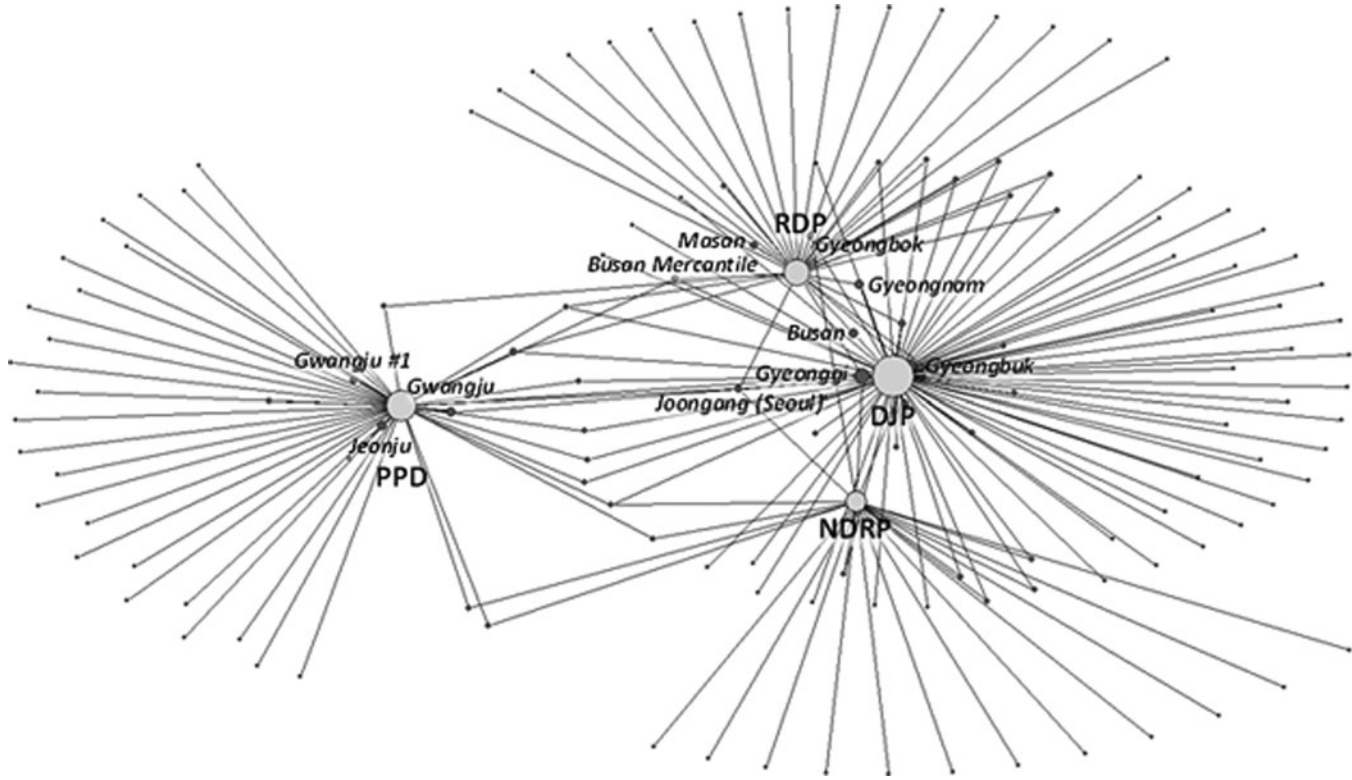 RDP
Masan
Gyeongbok
Busan Mercantile
Gyeongnam
Busan
Gwangju #1
Gyeongbuk
Gyeonggi
Gwangju
Joongang (Seoul)
DJP
Jeonju
PPD
NDRP